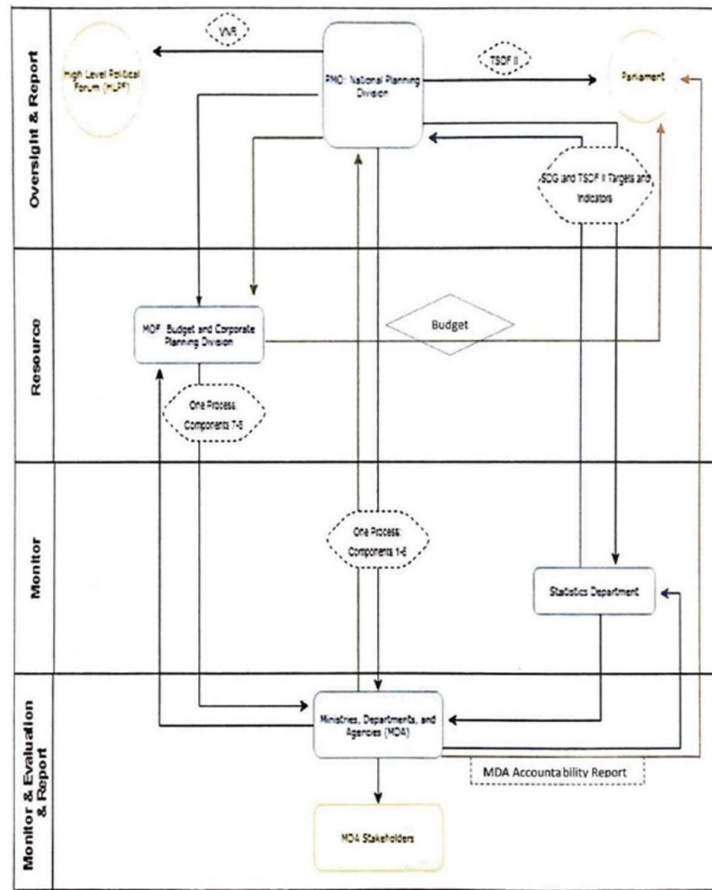 Oversight & Report
VNR
High Level Political
Forum (HLPF)
PMO: National Planning
Division
TSDF II
Parliament
SDG and TSDF II Targets and
Indicators
Resource
MOF: Budget and Corporate
Planning Division
Budget
One Process:
Components 7-8
Monitor
One Process:
Components 1-6
Statistics Department
Monitor & Evaluation
& Report
Ministries, Departments, and
Agencies (MDA)
MDA Accountability Report
MDA Stakeholders